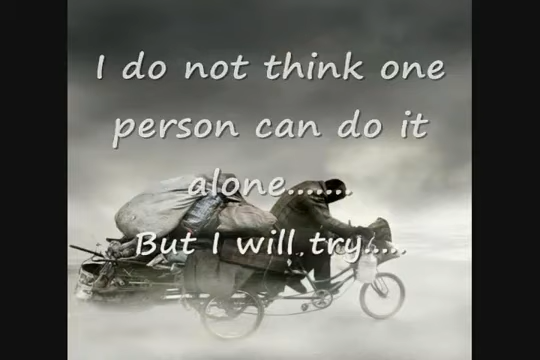 I do not think one
person can do it
alone.......
But I will try.....